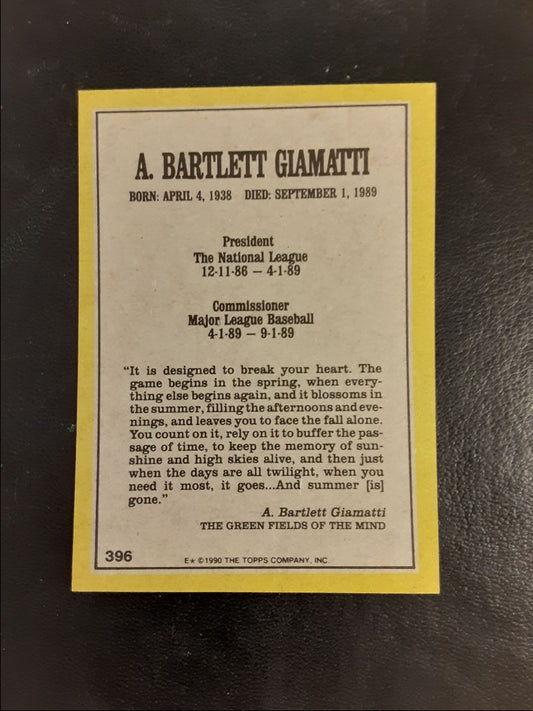 A. BARTLETT GIAMATTI
BORN: APRIL 4, 1938 DIED: SEPTEMBER 1, 1989
President
The National League
12-11-86 — 4-1-89
Commissioner
Major League Baseball
4-1-89 — 9-1-89
“It is designed to break your heart. The
game begins in the spring, when every-
thing else begins again, and it blossoms in
the summer, filling the afternoons and eve-
nings, and leaves you to face the fall alone.
You count on it, rely on it to buffer the pas-
sage of time, to keep the memory of sun-
shine and high skies alive, and then just
when the days are all twilight, when you
need it most, it goes...And summer [is]
gone.”
A. Bartlett Giamatti
THE GREEN FIELDS OF THE MIND
396
E★ ©1990 THE TOPPS COMPANY, INC.